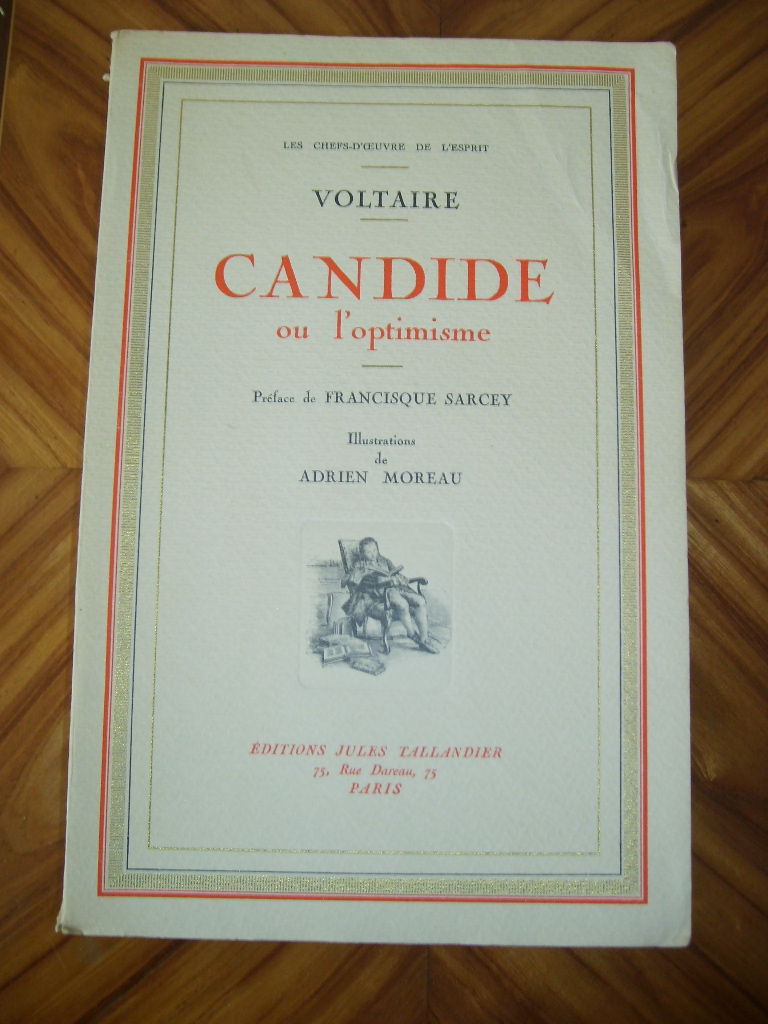 LES CHEFS-D'ŒUVRE DE L'ESPRIT
VOLTAIRE
CANDIDE
ou l'optimisme
Préface de FRANCISQUE SARCEY
Illustrations
de
ADRIEN MOREAU
ÉDITIONS JULES TALLANDIER
75, Rue Dareau, 75
PARIS